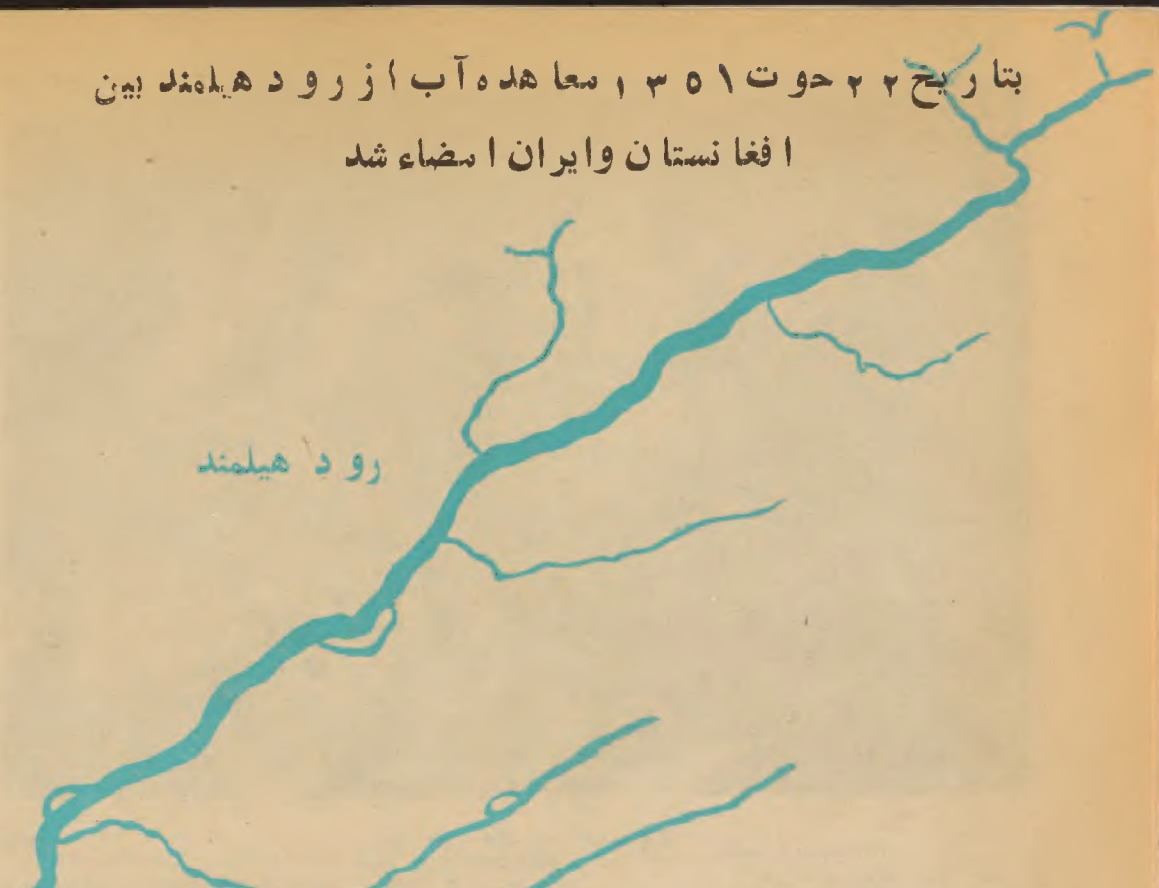 بتاریخ ۲۲ حوت ۱۳۵۱ معاهده آب از رود هیلمند بین
افغانستان وایران امضاء شد
رود هیلمند